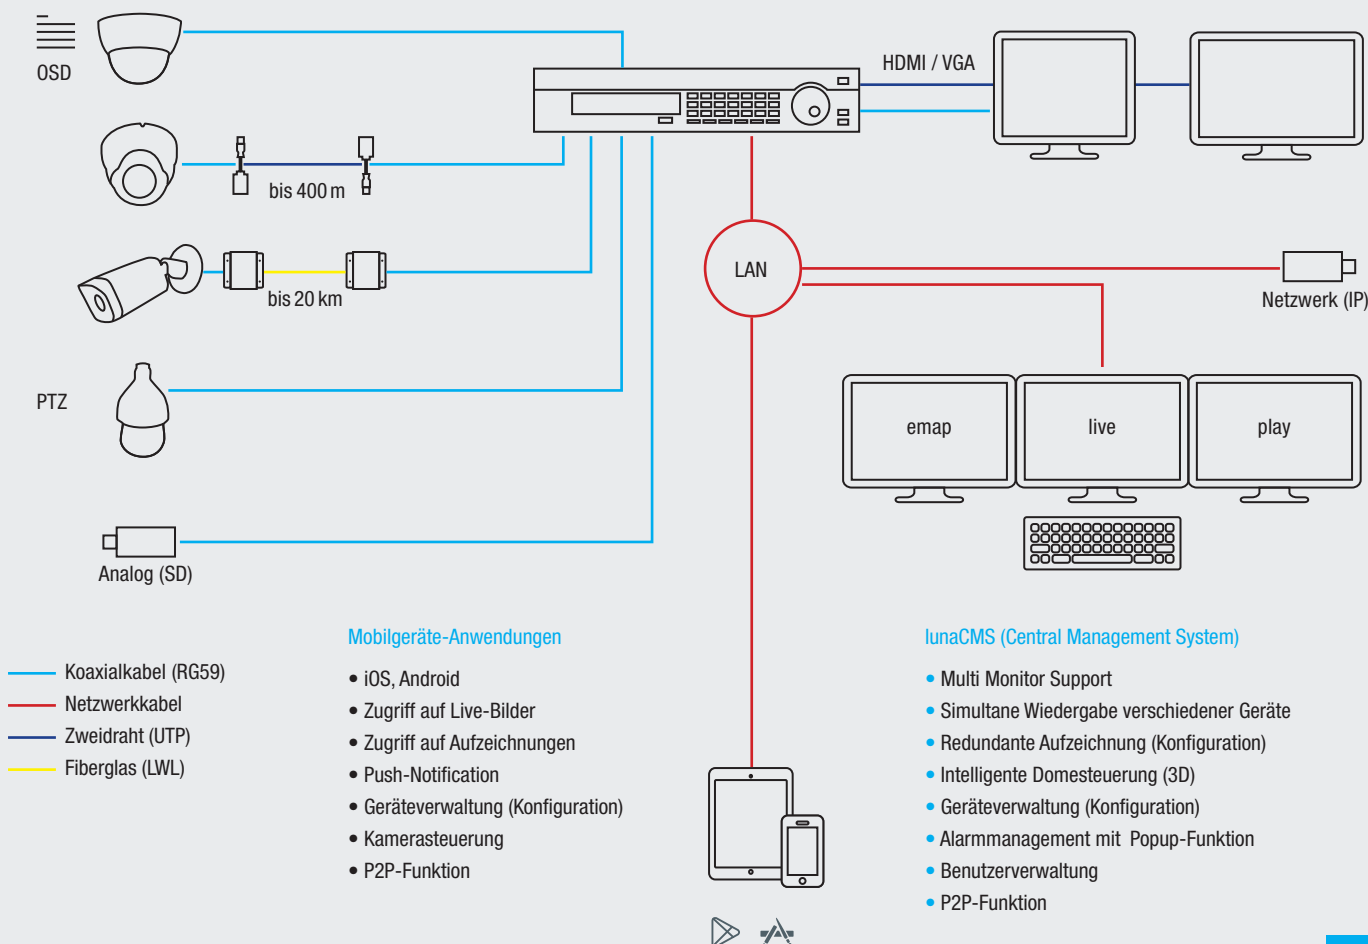 OSD
HDMI / VGA
bis 400 m
bis 20 km
LAN
Netzwerk (IP)
PTZ
emap
live
play
Analog (SD)
Koaxialkabel (RG59)
Netzwerkkabel
Zweidraht (UTP)
Fiberglas (LWL)
Mobilgeräte-Anwendungen
• iOS, Android
• Zugriff auf Live-Bilder
• Zugriff auf Aufzeichnungen
• Push-Notification
• Geräteverwaltung (Konfiguration)
• Kamerasteuerung
• P2P-Funktion
lunaCMS (Central Management System)
• Multi Monitor Support
• Simultane Wiedergabe verschiedener Geräte
• Redundante Aufzeichnung (Konfiguration)
• Intelligente Domesteuerung (3D)
• Geräteverwaltung (Konfiguration)
• Alarmmanagement mit Popup-Funktion
• Benutzerverwaltung
• P2P-Funktion